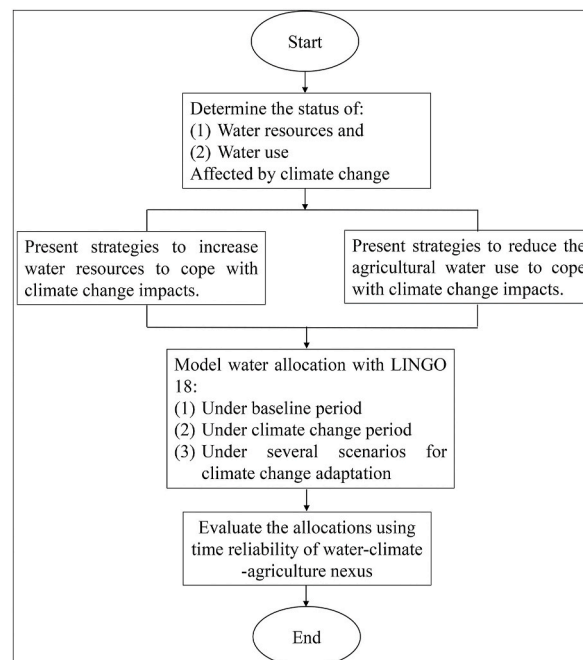 Start
Determine the status of:
(1) Water resources and
(2) Water use
Affected by climate change
Present strategies to increase
water resources to cope with
climate change impacts.
Present strategies to reduce the
agricultural water use to cope
with climate change impacts.
Model water allocation with LINGO
18:
(1) Under baseline period
(2) Under climate change period
(3) Under several scenarios for
climate change adaptation
Evaluate the allocations using
time reliability of water-climate
-agriculture nexus
End